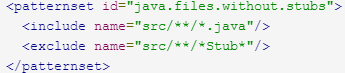 <patternset id="java.files.without.stubs">
<include name="src/**/*.java"/>
<exclude name="src/**/*Stub*"/>
</patternset>